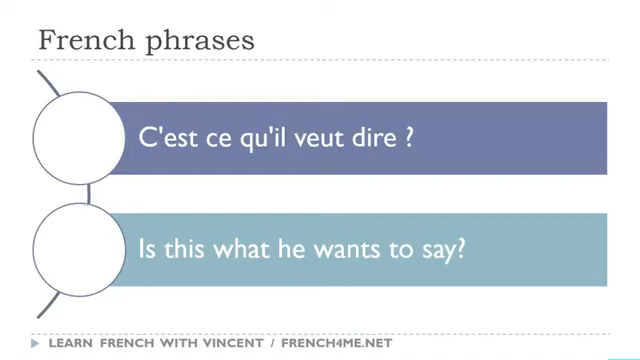 French phrases
C'est ce qu'il veut dire ?
Is this what he wants to say?
LEARN FRENCH WITH VINCENT / FRENCH4ME.NET